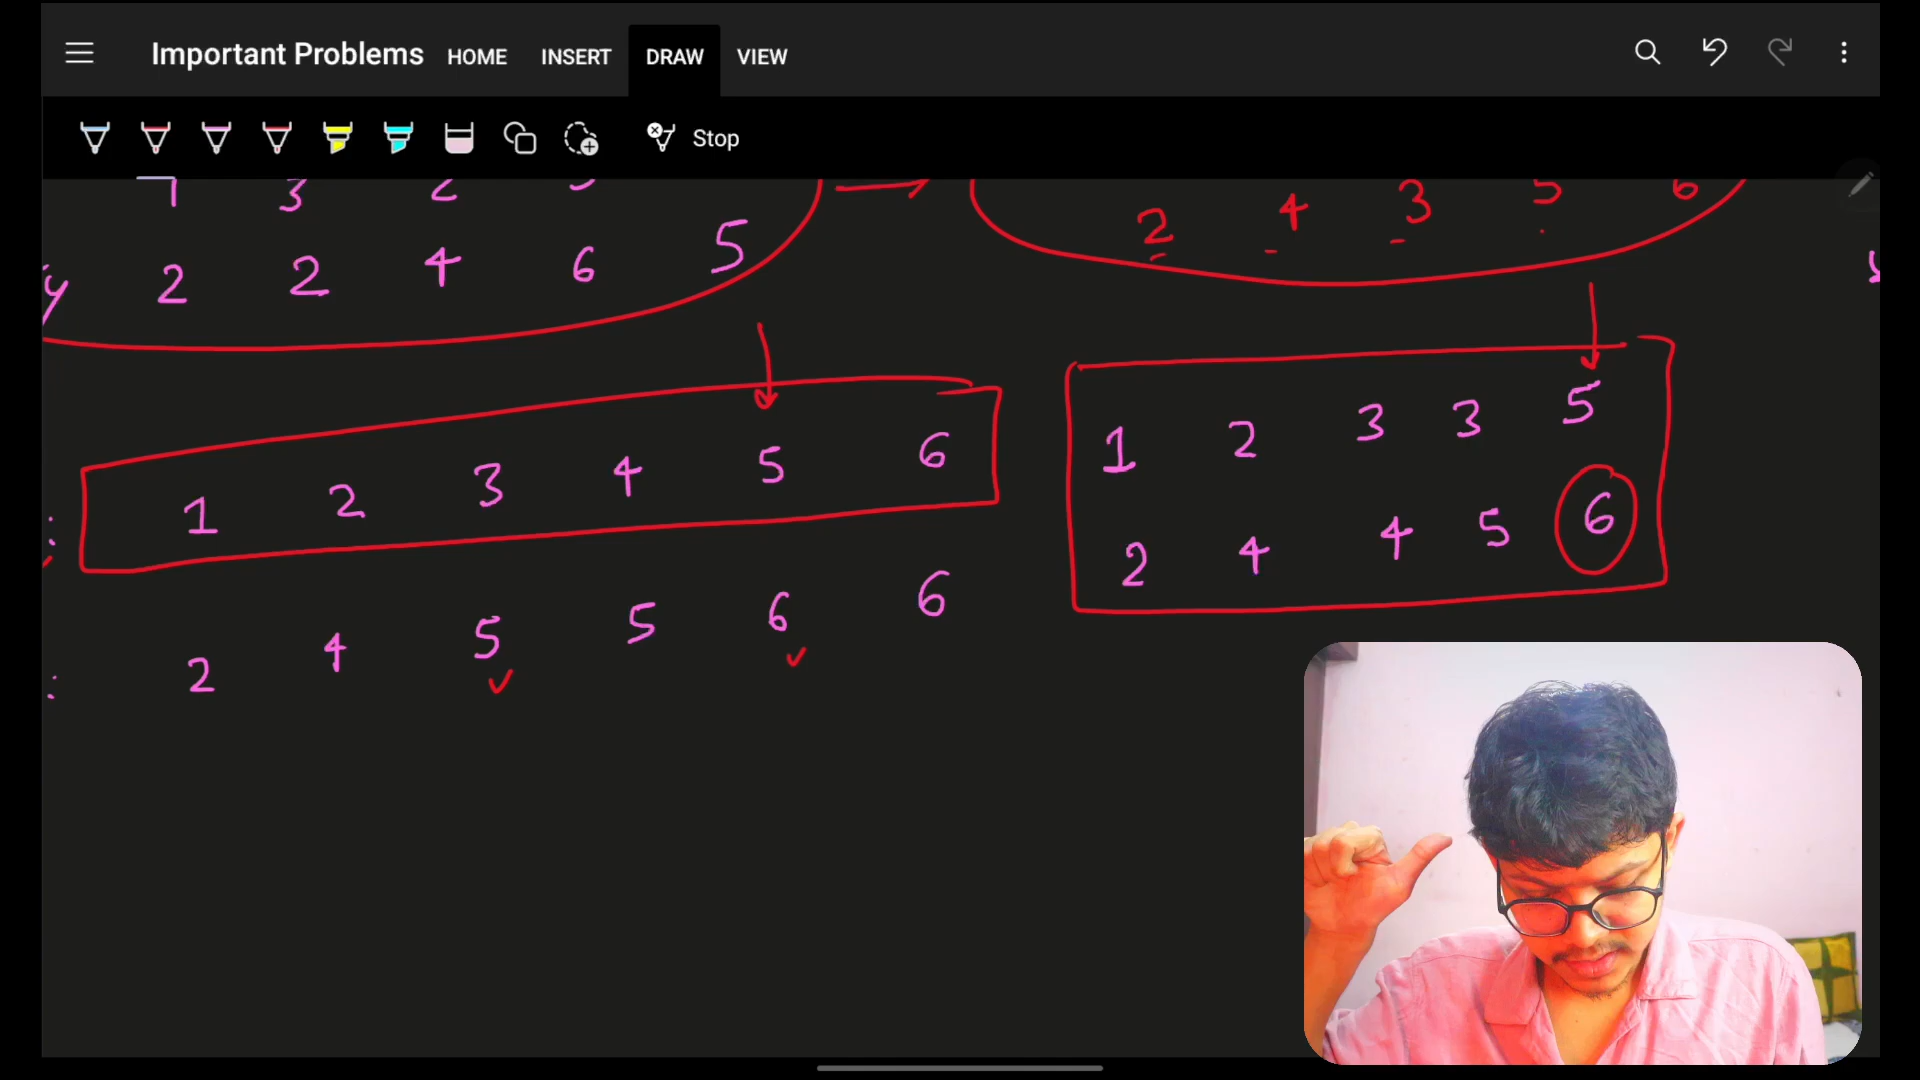 Important Problems HOME INSERT DRAW VIEW
Stop
1 3 2
y 2 2 4 6 5
2 4 3 5 6
1 2 3 4 5 6
: 2 4 5 5 6 6
1 2 3 3 5
2 4 4 5 6